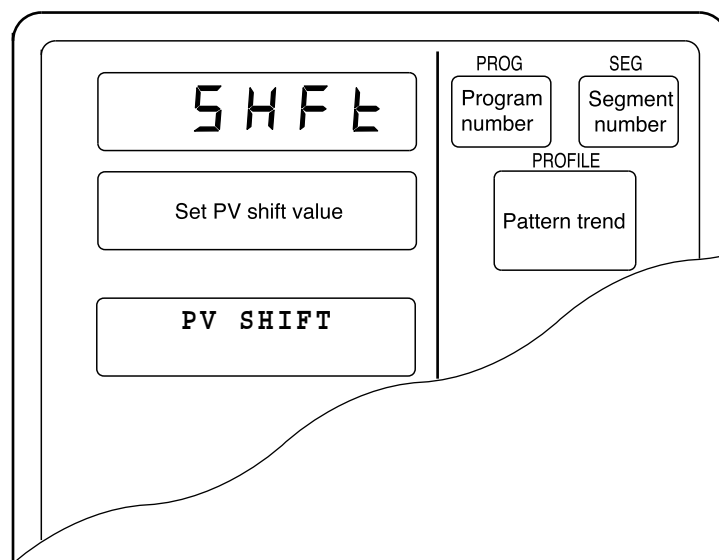 SHFt
Set PV shift value
PV SHIFT
PROG
Program
number
SEG
Segment
number
PROFILE
Pattern trend